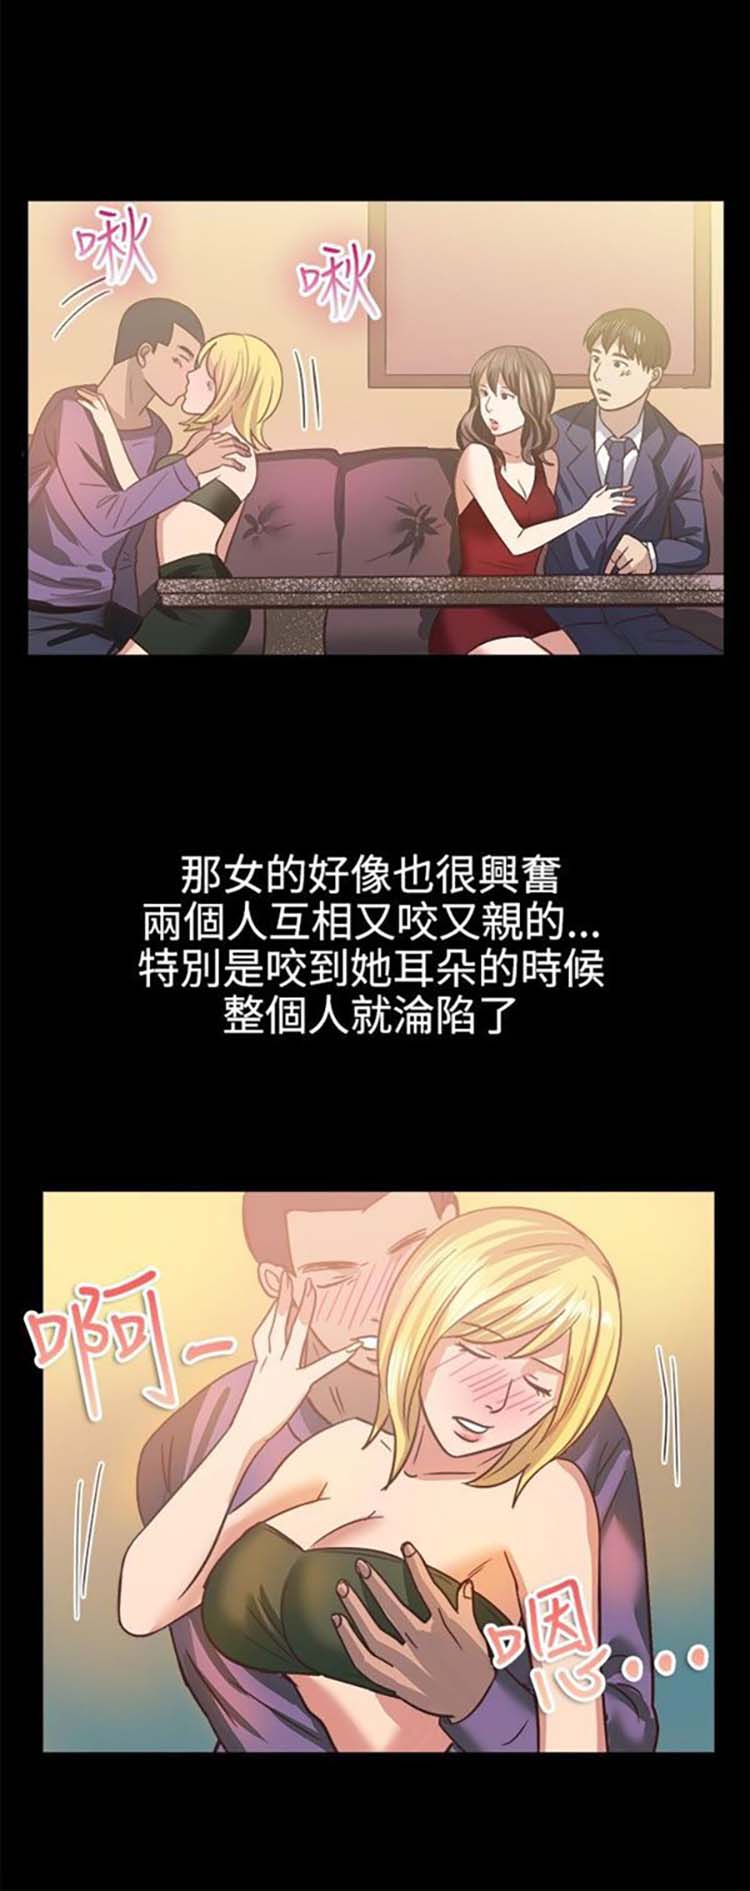 啾
啾
那女的好像也很興奮
兩個人互相又咬又親的...
特別是咬到她耳朵的時候
整個人就淪陷了
啊-
嗯...